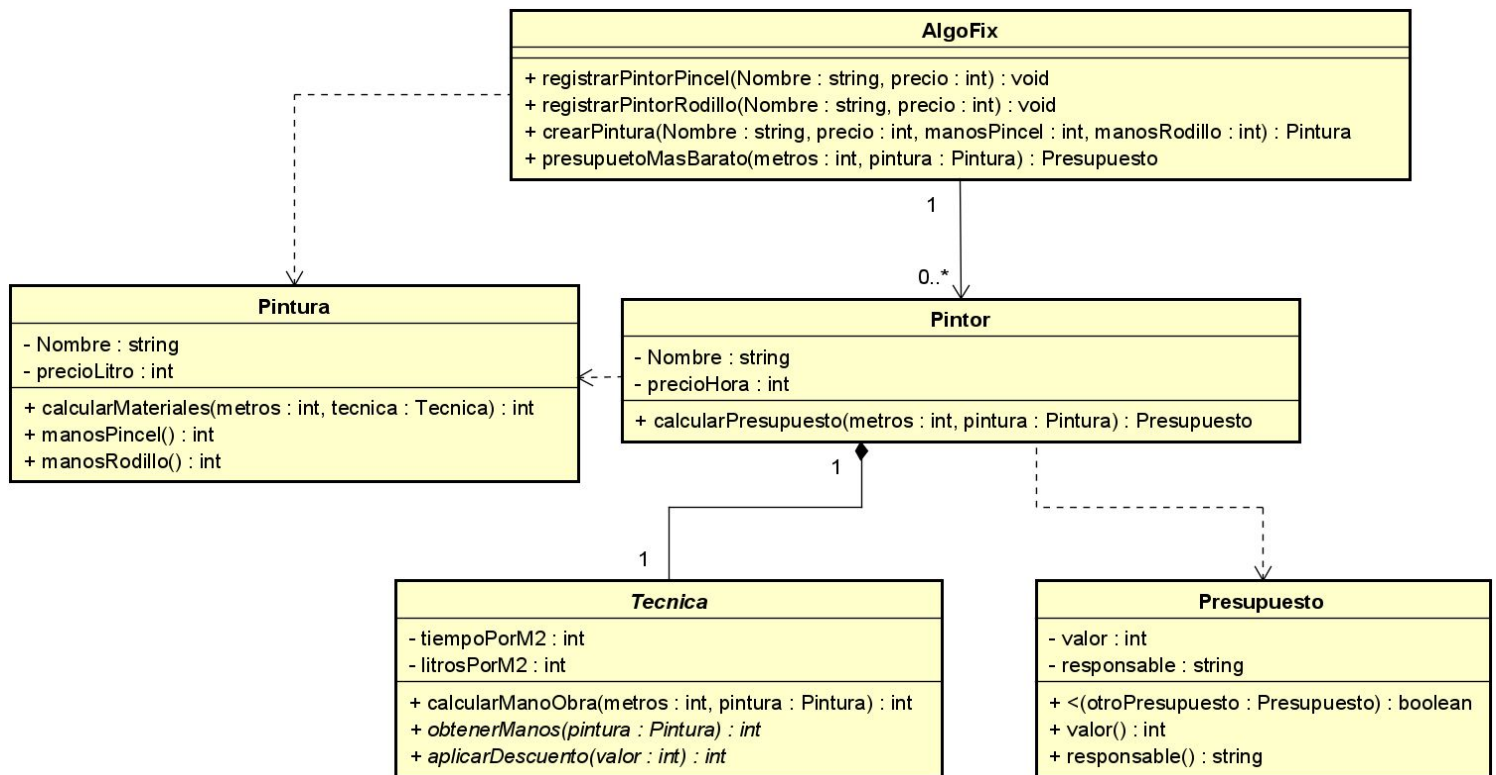 AlgoFix
+ registrarPintorPincel(Nombre : string, precio : int) : void
+ registrarPintorRodillo(Nombre : string, precio : int) : void
+ crearPintura(Nombre : string, precio : int, manosPincel : int, manosRodillo : int) : Pintura
+ presupuetoMasBarato(metros : int, pintura : Pintura) : Presupuesto
1
0..*
Pintura
- Nombre : string
- precioLitro : int
+ calcularMateriales(metros : int, tecnica : Tecnica) : int
+ manosPincel() : int
+ manosRodillo() : int
Pintor
- Nombre : string
- precioHora : int
+ calcularPresupuesto(metros : int, pintura : Pintura) : Presupuesto
1
1
Tecnica
- tiempoPorM2 : int
- litrosPorM2 : int
+ calcularManoObra(metros : int, pintura : Pintura) : int
+ obtenerManos(pintura : Pintura) : int
+ aplicarDescuento(valor : int) : int
Presupuesto
- valor : int
- responsable : string
+ <(otroPresupuesto : Presupuesto) : boolean
+ valor() : int
+ responsable() : string